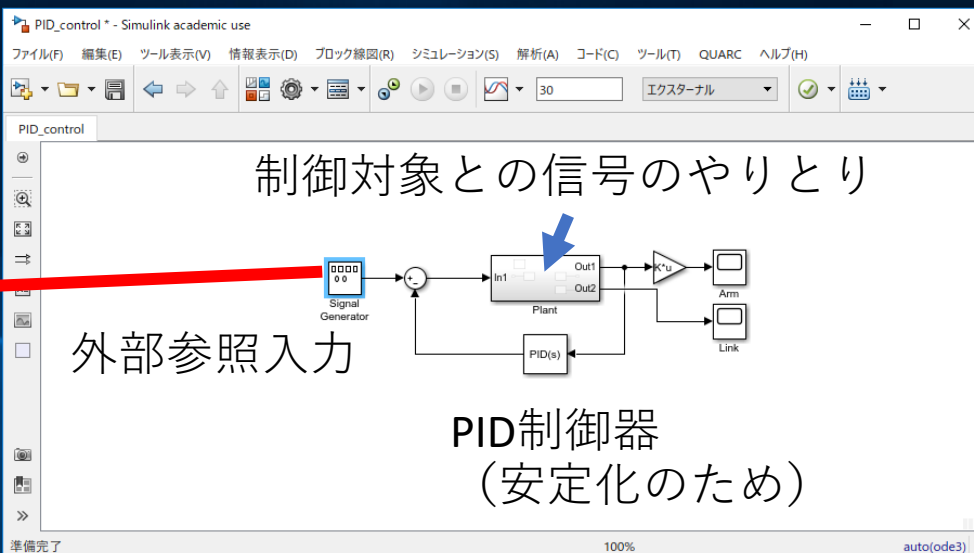 PID_control * - Simulink academic use
ファイル(F) 編集(E) ツール表示(V) 情報表示(D) ブロック線図(R) シミュレーション(S) 解析(A) コード(C) ツール(T) QUARC ヘルプ(H)
30 エクスターナル
PID_control
制御対象との信号のやりとり
In1 Out1
Out2
Plant
K*u
Arm
Signal
Generator
外部参照入力
Link
PID(s)
PID制御器
（安定化のため）
準備完了 100% auto(ode3)